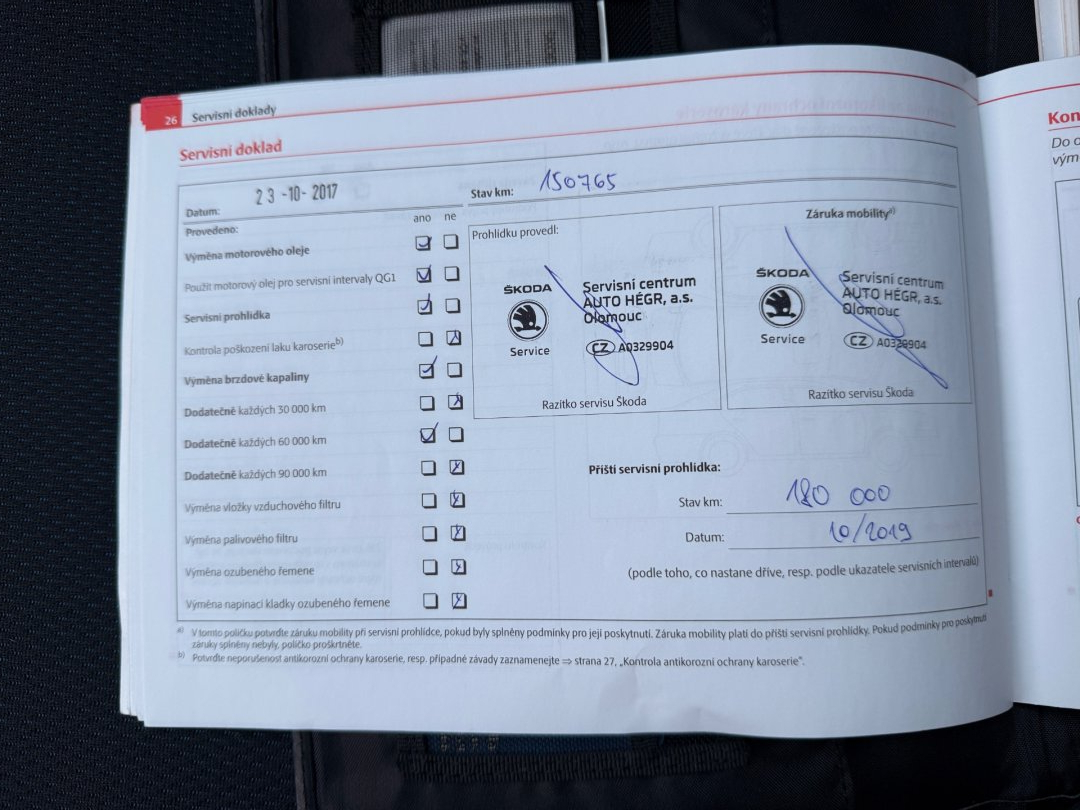 26 Servisní doklady
Servisní doklad
Datum: 23 -10- 2017
Stav km: 150765
Provedeno:
ano ne
Výměna motorového oleje
Použit motorový olej pro servisní intervaly QG1
Servisní prohlídka
Kontrola poškození laku karoserie b)
Výměna brzdové kapaliny
Dodatečně každých 30 000 km
Dodatečně každých 60 000 km
Dodatečně každých 90 000 km
Výměna vložky vzduchového filtru
Výměna palivového filtru
Výměna ozubeného řemene
Výměna napínací kladky ozubeného řemene
Prohlídku provedl:
ŠKODA
Service
Servisní centrum
AUTO HÉGR, a.s.
Olomouc
CZ A0329904
Razítko servisu Škoda
Záruka mobility a)
ŠKODA
Service
Servisní centrum
AUTO HÉGR, a.s.
Olomouc
CZ A0329904
Razítko servisu Škoda
Příští servisní prohlídka:
Stav km: 180 000
Datum: 10/2019
(podle toho, co nastane dříve, resp. podle ukazatele servisních intervalů)
a) V tomto políčku potvrďte záruku mobility při servisní prohlídce, pokud byly splněny podmínky pro její poskytnutí. Záruka mobility platí do příští servisní prohlídky. Pokud podmínky pro poskytnutí
záruky splněny nebyly, políčko proškrtněte.
b) Potvrďte neporušenost antikorozní ochrany karoserie, resp. případné závady zaznamenejte ⇒ strana 27, „Kontrola antikorozní ochrany karoserie".
Kon
Do
vým